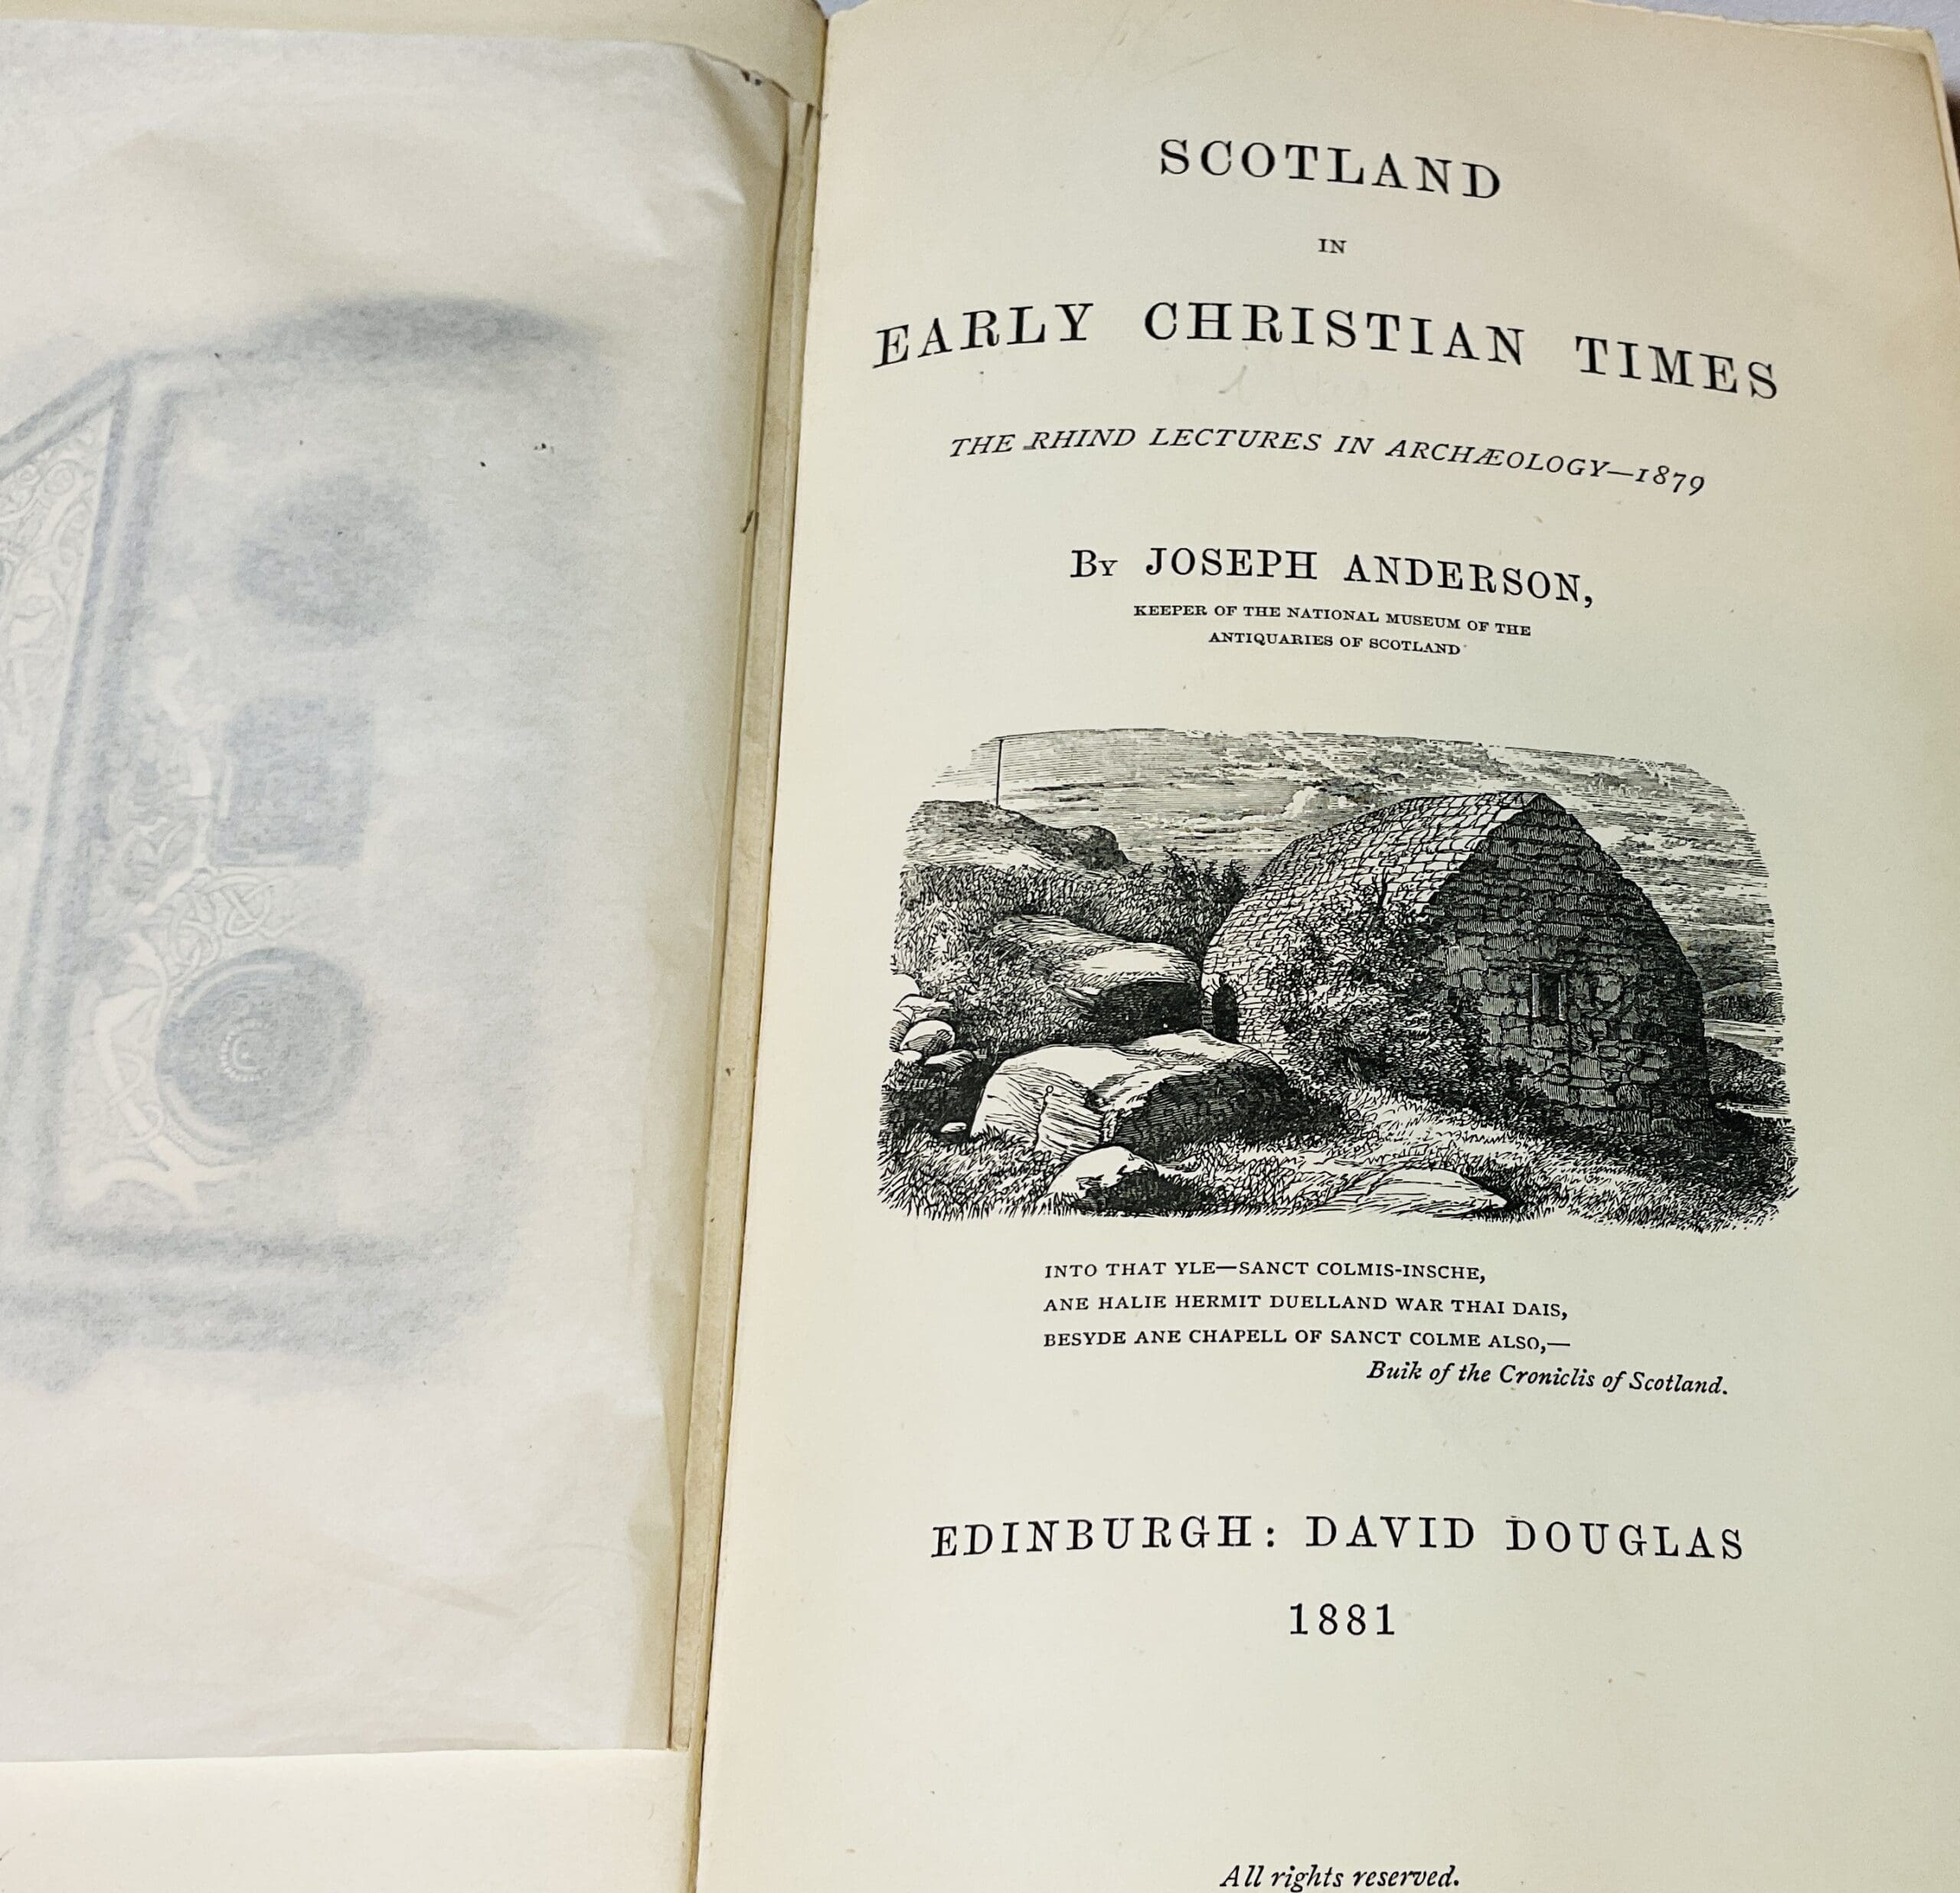 SCOTLAND
IN
EARLY CHRISTIAN TIMES
THE RHIND LECTURES IN ARCHÆOLOGY—1879
By JOSEPH ANDERSON,
KEEPER OF THE NATIONAL MUSEUM OF THE
ANTIQUARIES OF SCOTLAND
INTO THAT YLE—SANCT COLMIS-INSCHE,
ANE HALIE HERMIT DUELLAND WAR THAI DAIS,
BESYDE ANE CHAPELL OF SANCT COLME ALSO,—
Buik of the Croniclis of Scotland.
EDINBURGH: DAVID DOUGLAS
1881
All rights reserved.